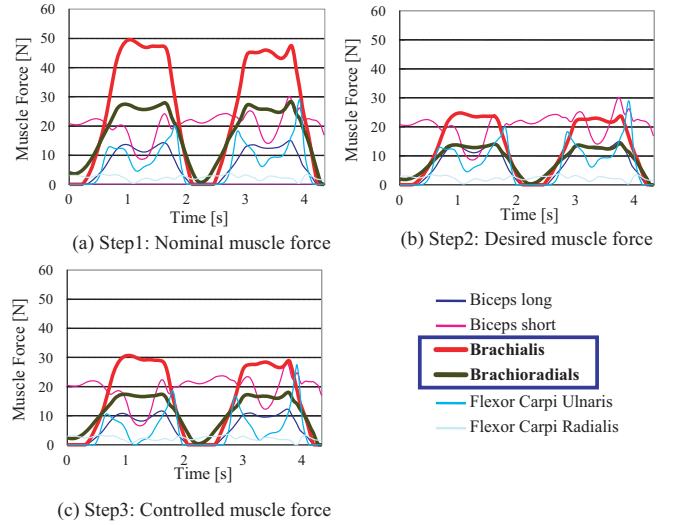 60
50
40
30
20
10
0
Muscle Force [N]
0 1 2 3 4
Time [s]
(a) Step1: Nominal muscle force
60
50
40
30
20
10
0
Muscle Force [N]
0 1 2 3 4
Time [s]
(b) Step2: Desired muscle force
60
50
40
30
20
10
0
Muscle Force [N]
0 1 2 3 4
Time [s]
(c) Step3: Controlled muscle force
Biceps long
Biceps short
Brachialis
Brachioradials
Flexor Carpi Ulnaris
Flexor Carpi Radialis